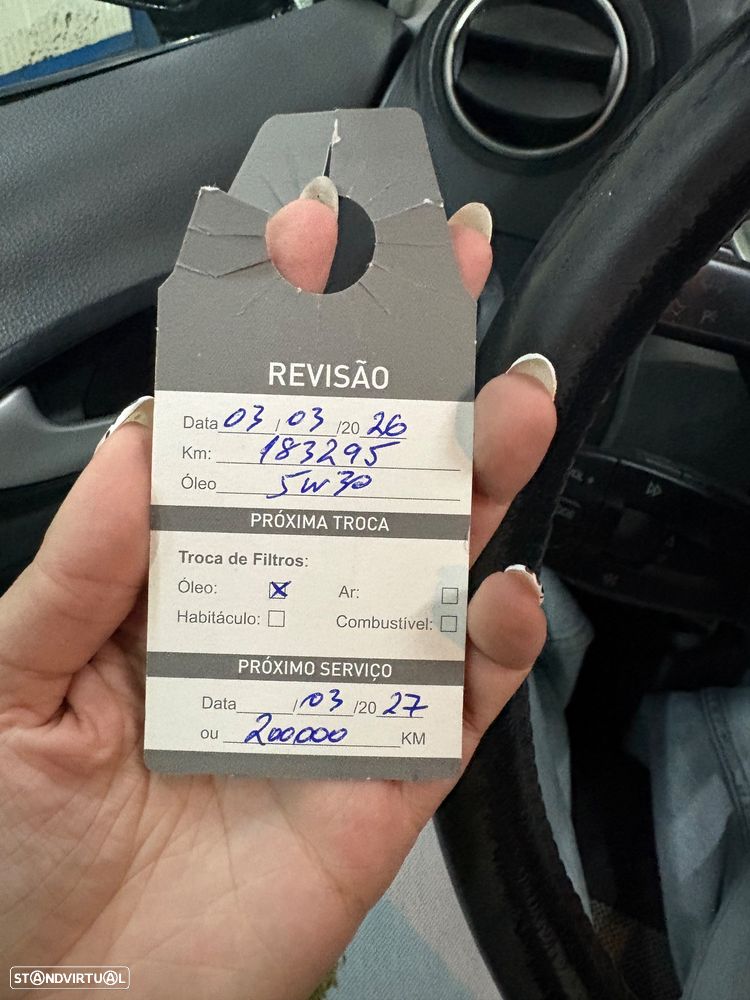 REVISÃO
Data 03 / 03 /20 26
Km: 183295
Óleo 5W30
PRÓXIMA TROCA
Troca de Filtros:
Óleo: X Ar:
Habitáculo: Combustível:
PRÓXIMO SERVIÇO
Data /03 /20 27
ou 200000 KM
STANDVIRTUAL